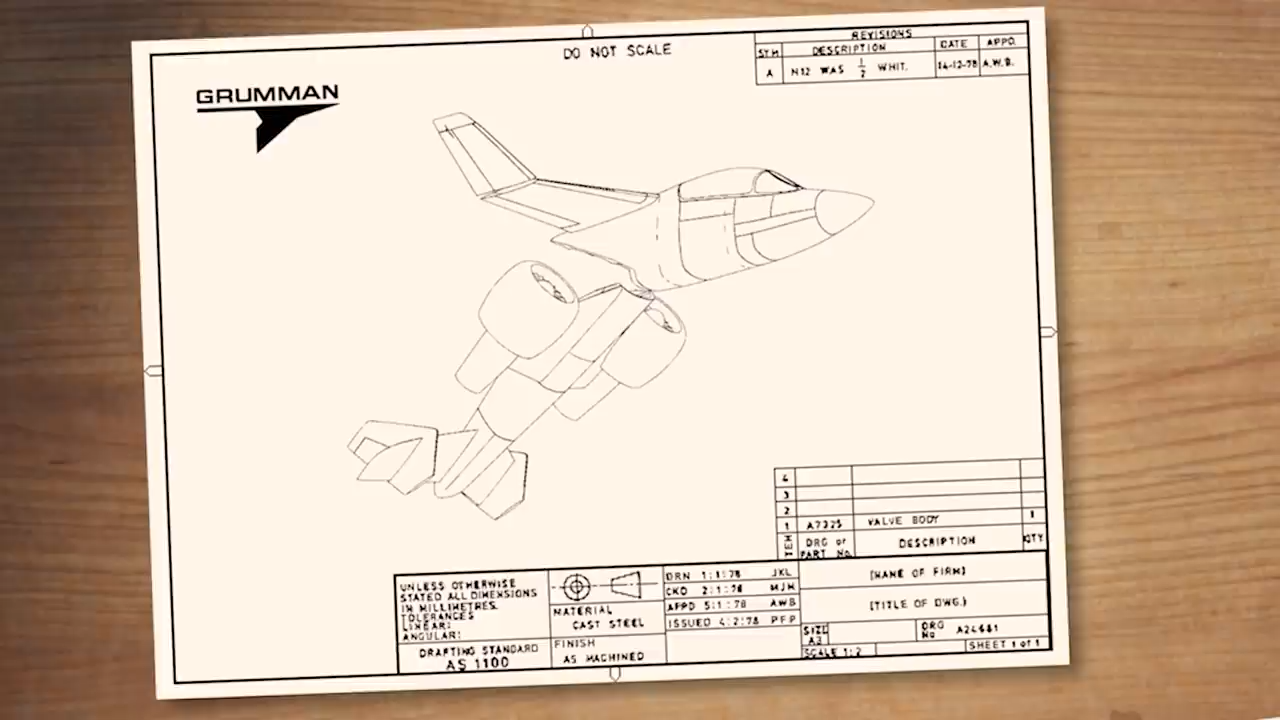 DO NOT SCALE
GRUMMAN
REVISIONS
SYM DESCRIPTION DATE APPD.
A N12 WAS 1/2 WHIT. 14-12-78 A.W.B.
4
3
2
1 A7325 VALVE BODY 1
ITEM DRG or PART No. DESCRIPTION QTY
UNLESS OTHERWISE
STATED ALL DIMENSIONS
IN MILLIMETRES.
TOLERANCES
LINEAR:
ANGULAR:
DRAFTING STANDARD
AS 1100
MATERIAL
CAST STEEL
FINISH
AS MACHINED
DRN 1:1:78 JXL
CKD 2:1:78 MJH
APPD 5:1:78 AWB
ISSUED 4:2:78 PFP
[NAME OF FIRM]
[TITLE OF DWG.]
SIZE A3
DRG No A24681
SCALE 1:2
SHEET 1 of 1